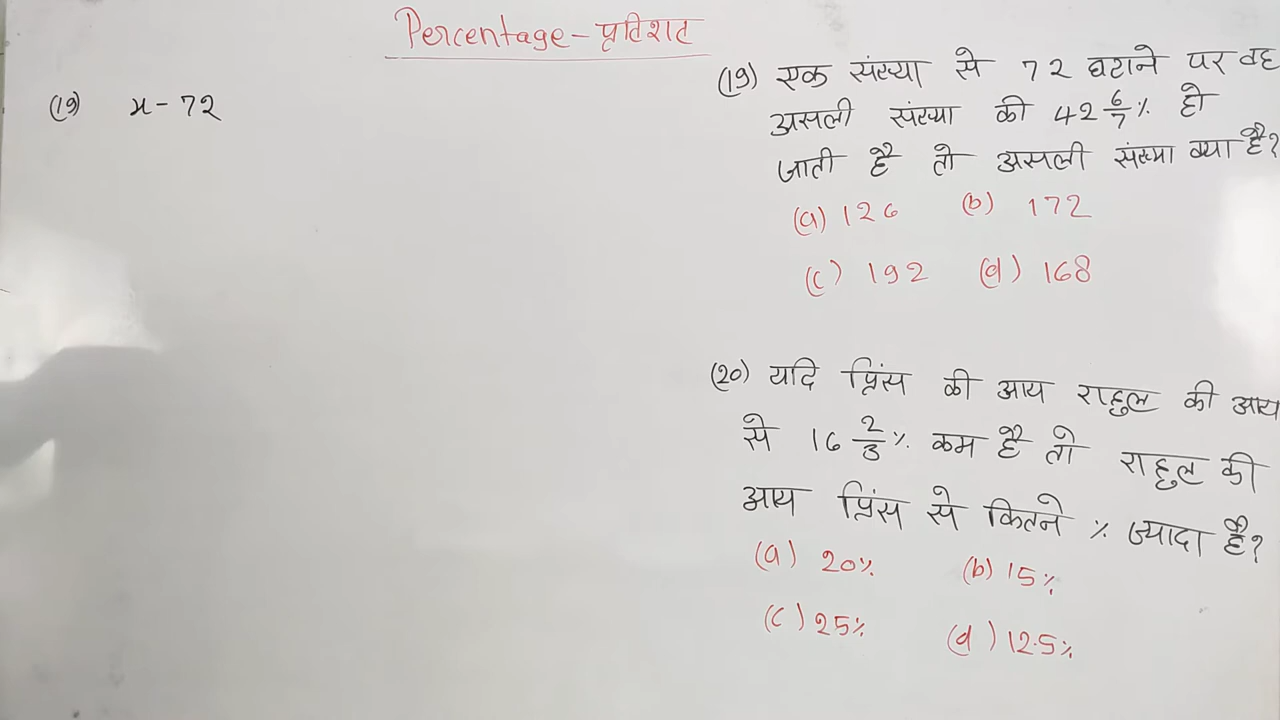 Percentage - प्रतिशत
(19) x - 72
(19) एक संख्या से 72 घटाने पर वह
असली संख्या की 42 6/7 % हो
जाती है तो असली संख्या क्या है?
(a) 126 (b) 172
(c) 192 (d) 168
(20) यदि प्रिंस की आय राहुल की आय
से 16 2/3 % कम है तो राहुल की
आय प्रिंस से कितने % ज्यादा है?
(a) 20% (b) 15%
(c) 25% (d) 12.5%